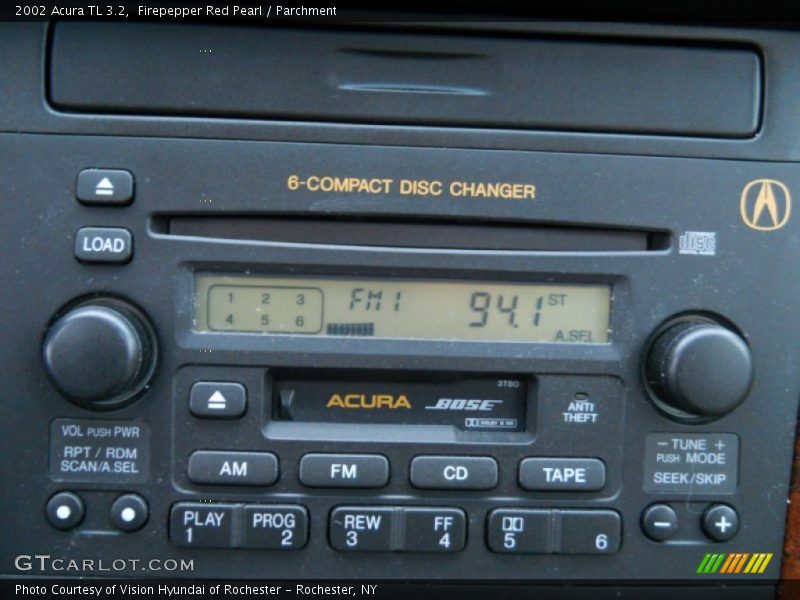 2002 Acura TL 3.2, Firepepper Red Pearl / Parchment
6-COMPACT DISC CHANGER
LOAD
disc
1 2 3
4 5 6
FM1
94.1 ST
A.SEL
3TB0
ACURA BOSE
DOLBY B NR
ANTI
THEFT
VOL PUSH PWR
RPT / RDM
SCAN/A.SEL
- TUNE +
PUSH MODE
SEEK/SKIP
AM FM CD TAPE
PLAY 1
PROG 2
REW 3
FF 4
5
6
- +
GTCARLOT.COM
Photo Courtesy of Vision Hyundai of Rochester - Rochester, NY